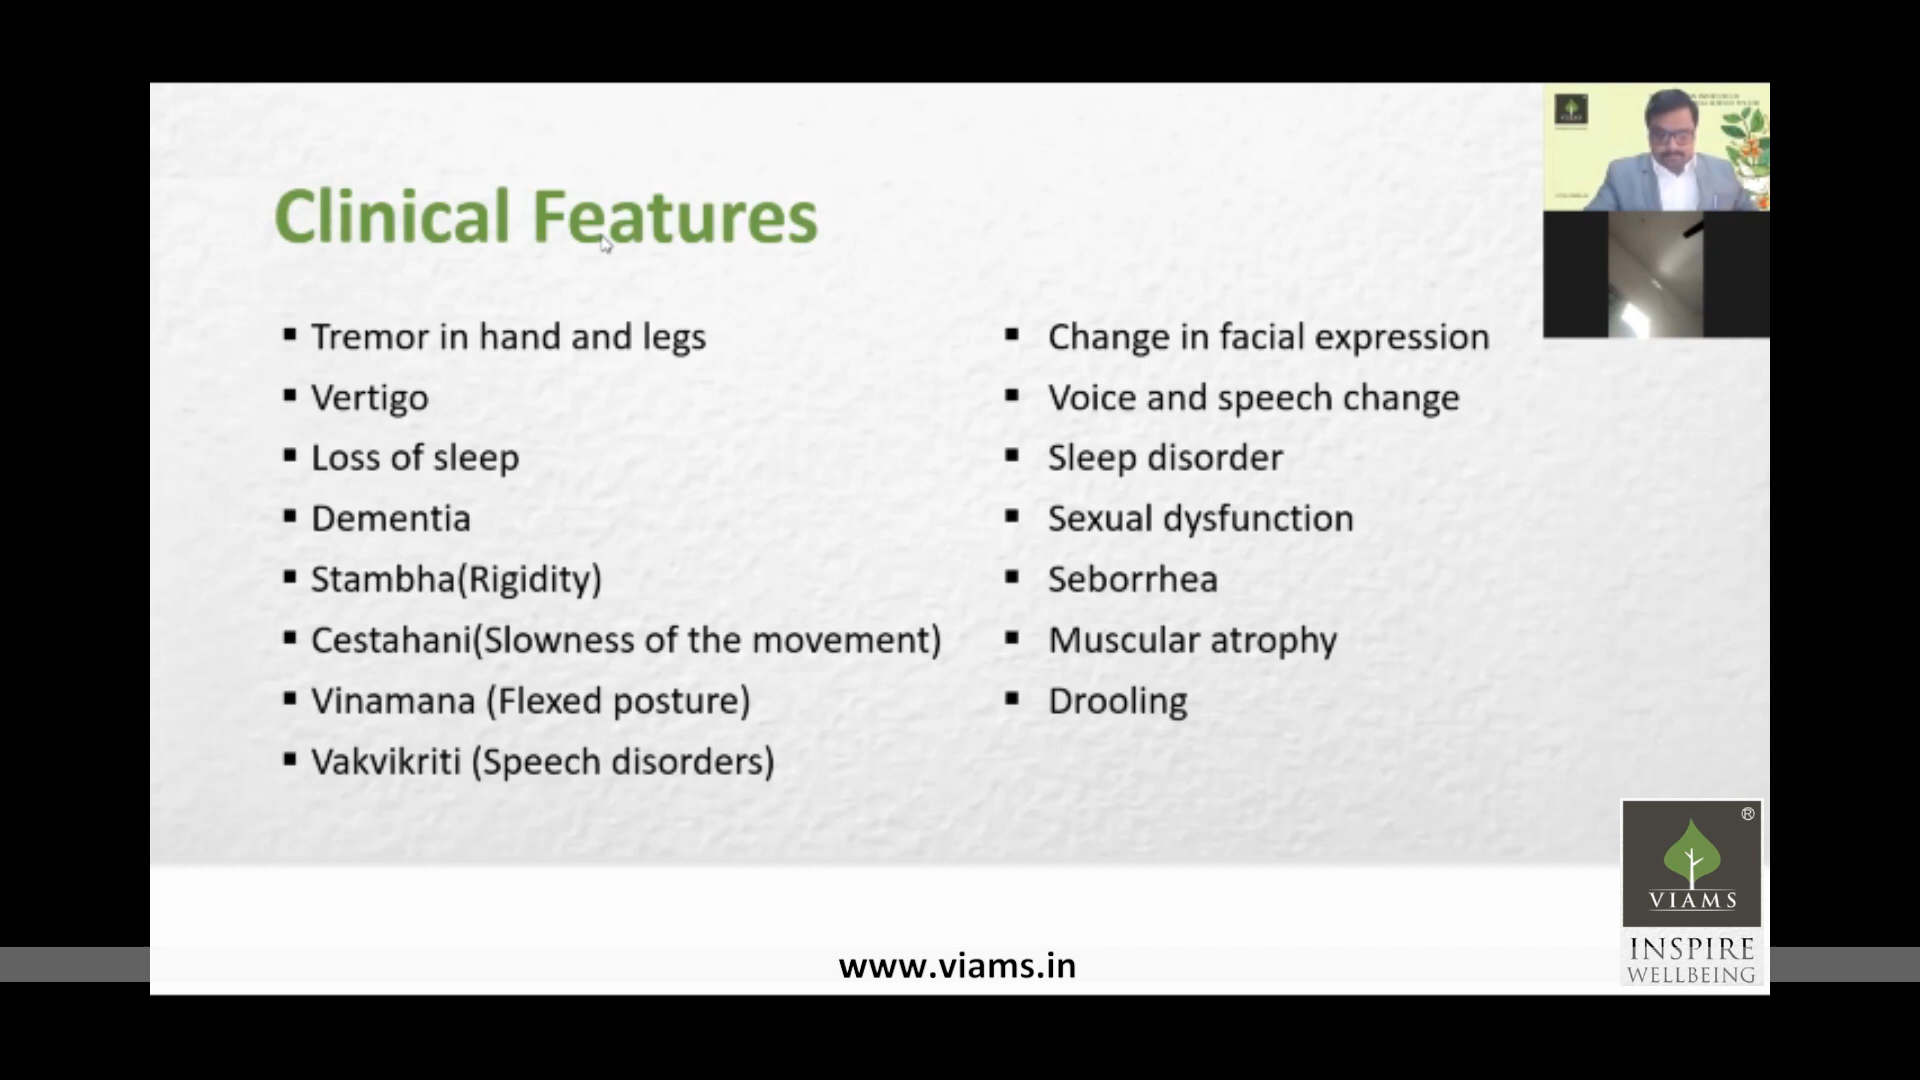 Clinical Features
Tremor in hand and legs
Vertigo
Loss of sleep
Dementia
Stambha(Rigidity)
Cestahani(Slowness of the movement)
Vinamana (Flexed posture)
Vakvikriti (Speech disorders)
Change in facial expression
Voice and speech change
Sleep disorder
Sexual dysfunction
Seborrhea
Muscular atrophy
Drooling
®
VIAMS
INSPIRE
WELLBEING
www.viams.in